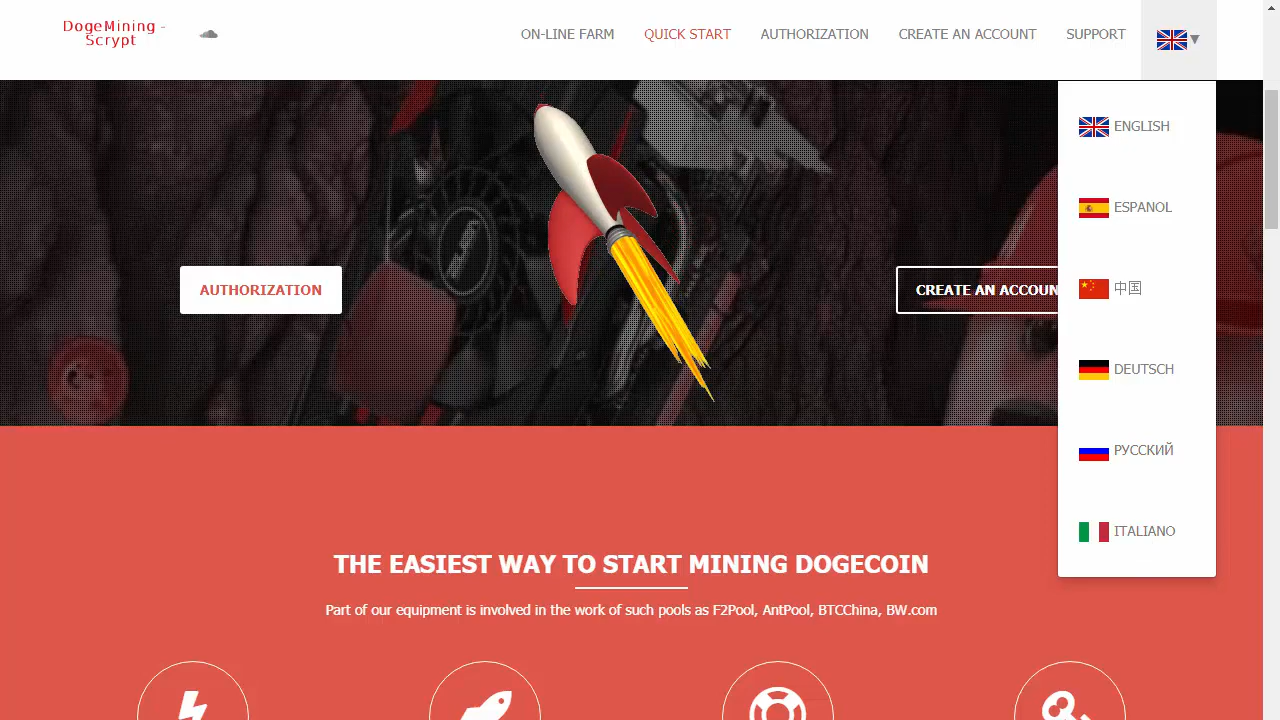 DogeMining -
Scrypt
ON-LINE FARM
QUICK START
AUTHORIZATION
CREATE AN ACCOUNT
SUPPORT
ENGLISH
ESPANOL
中国
DEUTSCH
РУССКИЙ
ITALIANO
AUTHORIZATION
CREATE AN ACCOUN
THE EASIEST WAY TO START MINING DOGECOIN
Part of our equipment is involved in the work of such pools as F2Pool, AntPool, BTCChina, BW.com